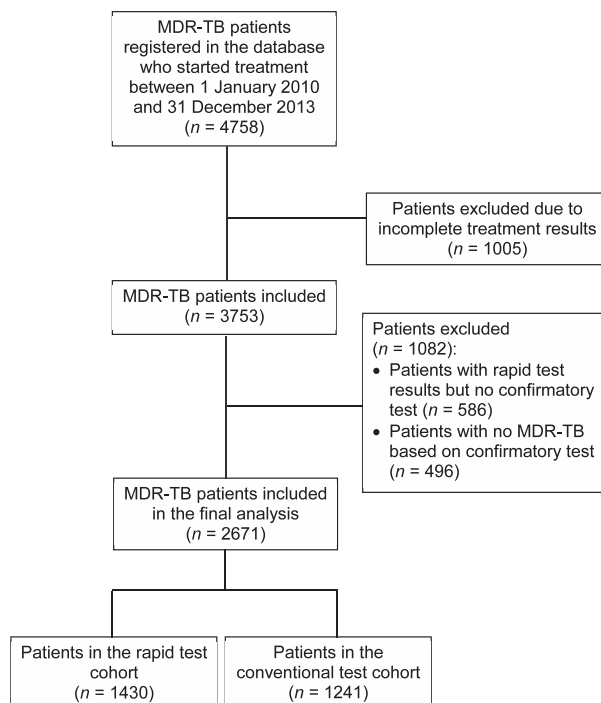 MDR-TB patients
registered in the database
who started treatment
between 1 January 2010
and 31 December 2013
(n = 4758)
Patients excluded due to
incomplete treatment results
(n = 1005)
MDR-TB patients included
(n = 3753)
Patients excluded
(n = 1082):
• Patients with rapid test
results but no confirmatory
test (n = 586)
• Patients with no MDR-TB
based on confirmatory test
(n = 496)
MDR-TB patients included
in the final analysis
(n = 2671)
Patients in the rapid test
cohort
(n = 1430)
Patients in the
conventional test cohort
(n = 1241)